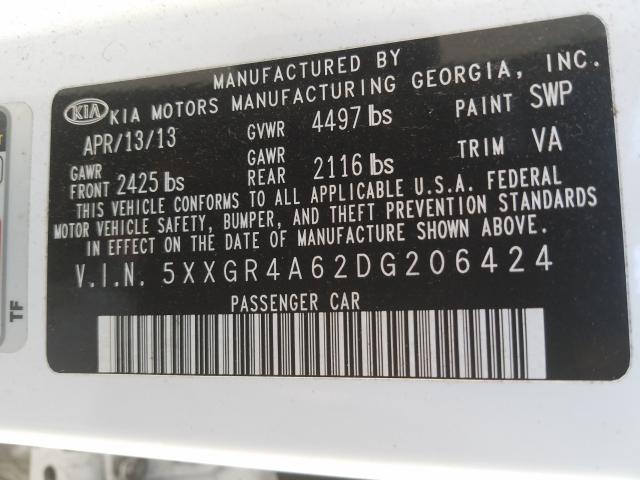 MANUFACTURED BY
KIA KIA MOTORS MANUFACTURING GEORGIA, INC.
APR/13/13 GVWR 4497 lbs PAINT SWP
GAWR FRONT 2425 lbs GAWR REAR 2116 lbs TRIM VA
THIS VEHICLE CONFORMS TO ALL APPLICABLE U.S.A. FEDERAL
MOTOR VEHICLE SAFETY, BUMPER, AND THEFT PREVENTION STANDARDS
IN EFFECT ON THE DATE OF MANUFACTURE SHOWN ABOVE.
V.I.N. 5XXGR4A62DG206424
PASSENGER CAR
TF